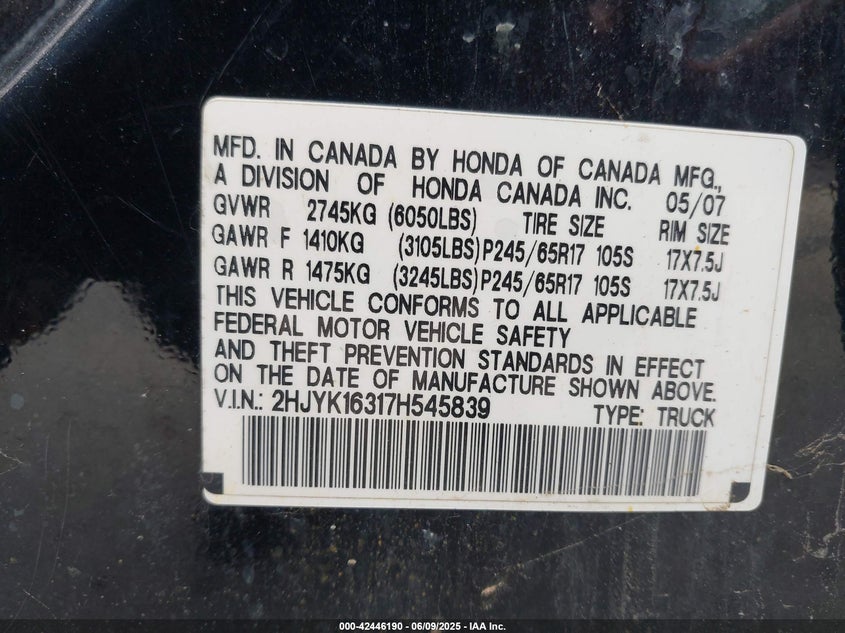 MFD. IN CANADA BY HONDA OF CANADA MFG.,
A DIVISION OF HONDA CANADA INC. 05/07
GVWR 2745KG (6050LBS) TIRE SIZE RIM SIZE
GAWR F 1410KG (3105LBS) P245/65R17 105S 17X7.5J
GAWR R 1475KG (3245LBS) P245/65R17 105S 17X7.5J
THIS VEHICLE CONFORMS TO ALL APPLICABLE
FEDERAL MOTOR VEHICLE SAFETY
AND THEFT PREVENTION STANDARDS IN EFFECT
ON THE DATE OF MANUFACTURE SHOWN ABOVE.
V.I.N.: 2HJYK16317H545839 TYPE: TRUCK
000-42446190 - 06/09/2025 - IAA Inc.